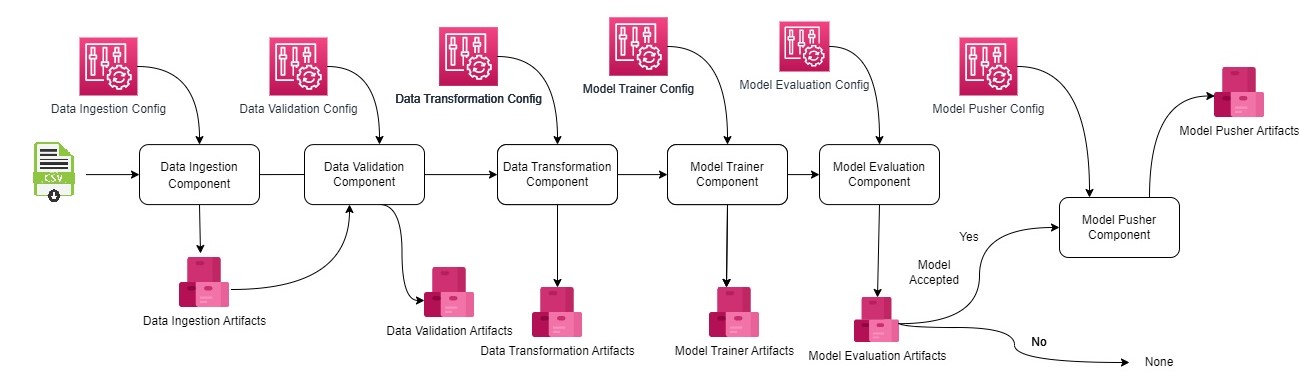 Data Ingestion Config
Data Validation Config
Data Transformation Config
Model Trainer Config
Model Evaluation Config
Model Pusher Config
Model Pusher Artifacts
CSV
Data Ingestion
Component
Data Validation
Component
Data Transformation
Component
Model Trainer
Component
Model Evaluation
Component
Model Pusher
Component
Yes
Model
Accepted
No
None
Data Ingestion Artifacts
Data Validation Artifacts
Data Transformation Artifacts
Model Trainer Artifacts
Model Evaluation Artifacts